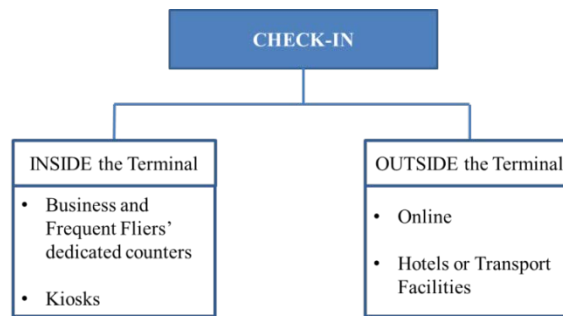 CHECK-IN
INSIDE the Terminal
• Business and
Frequent Fliers'
dedicated counters
• Kiosks
OUTSIDE the Terminal
• Online
• Hotels or Transport
Facilities